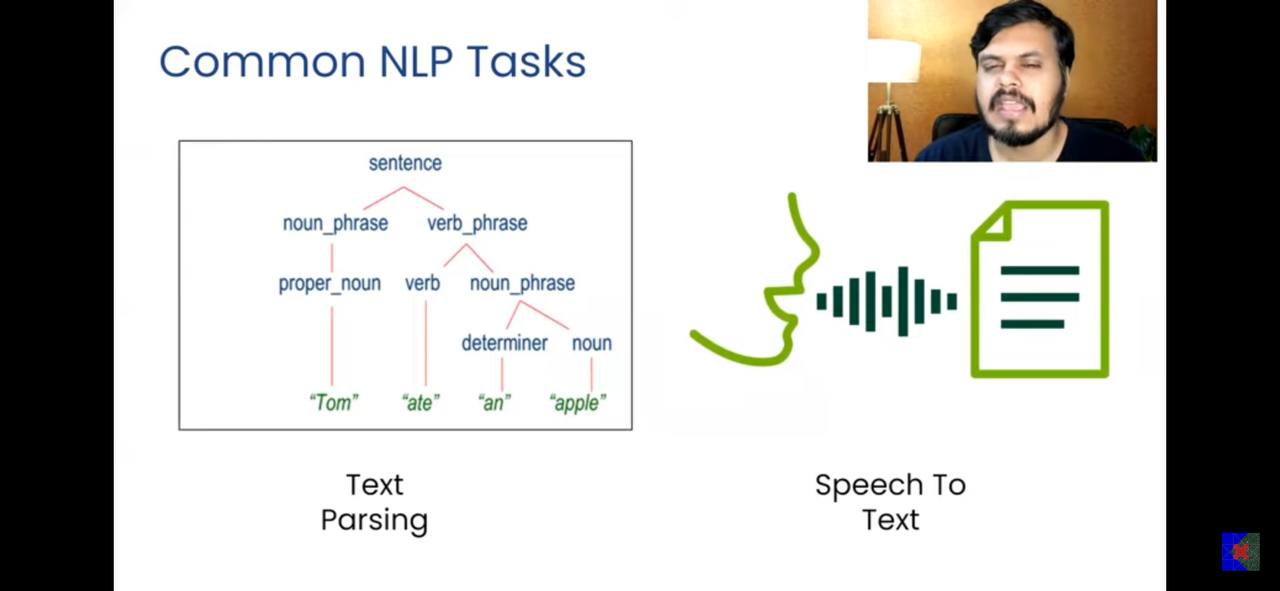 Common NLP Tasks
sentence
noun_phrase verb_phrase
proper_noun verb noun_phrase
determiner noun
“Tom” “ate” “an” “apple”
Text
Parsing
Speech To
Text